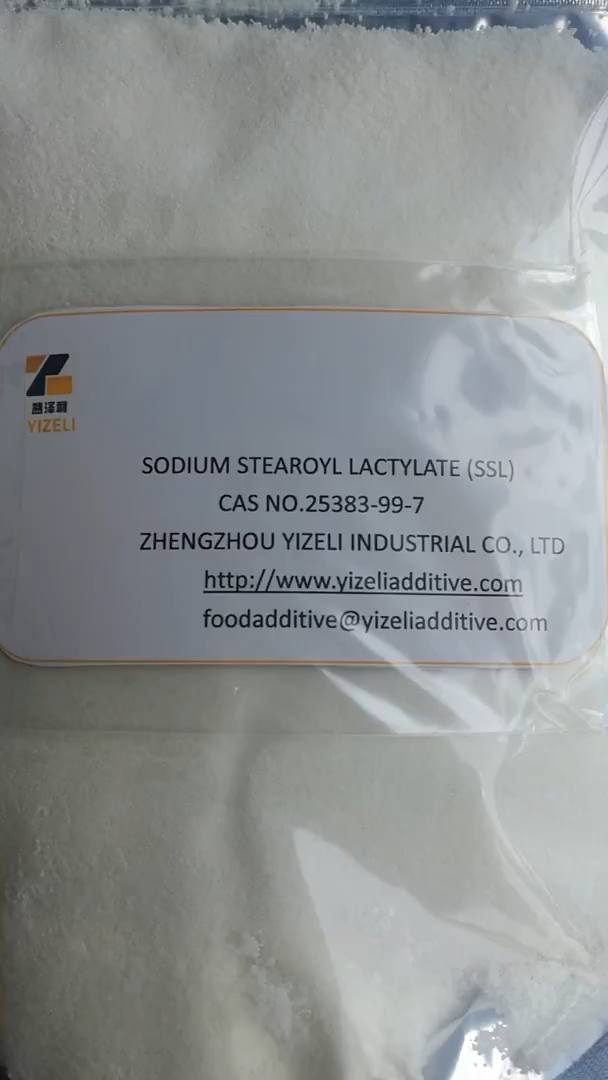 益泽利
YIZELI
SODIUM STEAROYL LACTYLATE (SSL)
CAS NO.25383-99-7
ZHENGZHOU YIZELI INDUSTRIAL CO., LTD
http://www.yizeliadditive.com
foodadditive@yizeliadditive.com